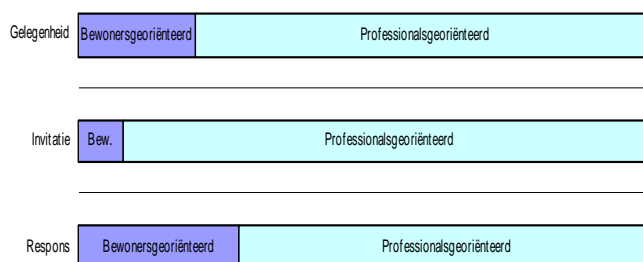 Gelegenheid Bewonersgeoriënteerd Professionalsgeoriënteerd
Invitatie Bew. Professionalsgeoriënteerd
Respons Bewonersgeoriënteerd Professionalsgeoriënteerd